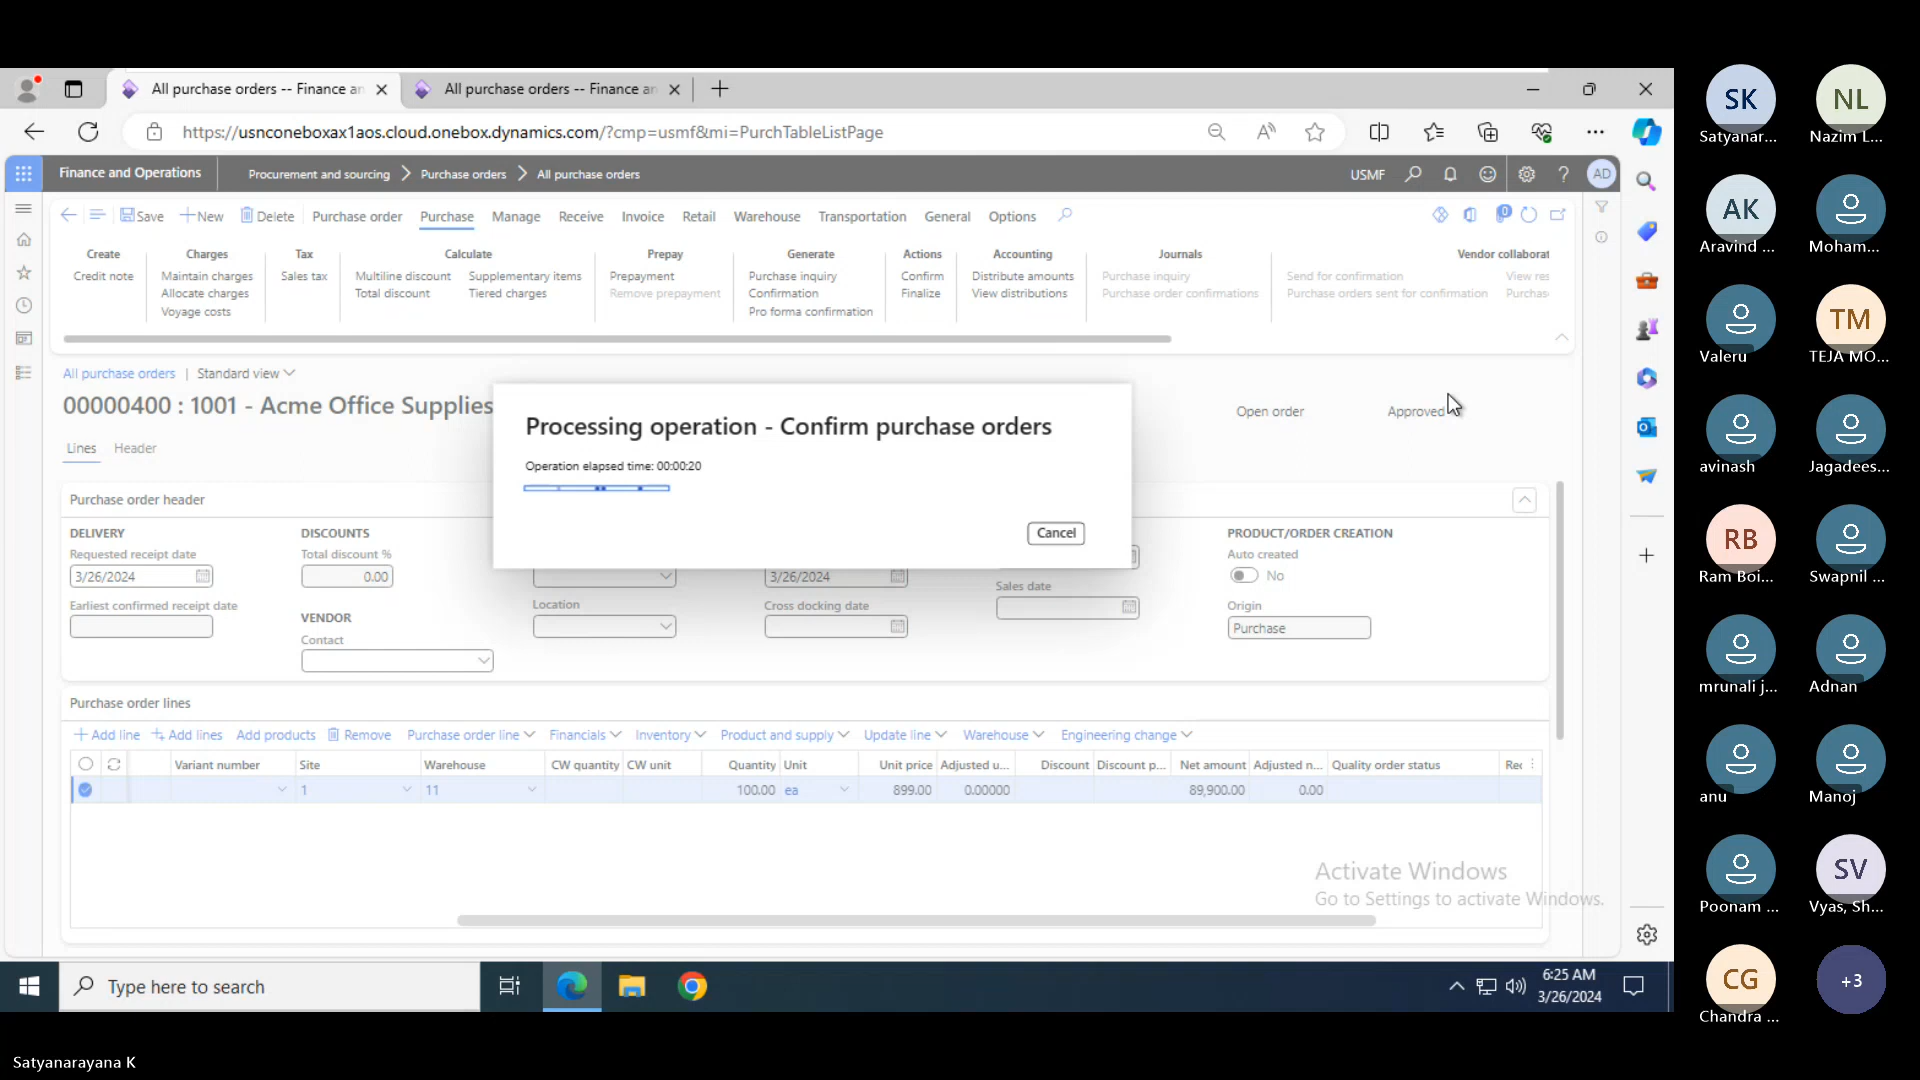 All purchase orders -- Finance an
All purchase orders -- Finance an
https://usnconeboxax1aos.cloud.onebox.dynamics.com/?cmp=usmf&mi=PurchTableListPage
Finance and Operations
Procurement and sourcing > Purchase orders > All purchase orders
USMF
AD
Save New Delete Purchase order Purchase Manage Receive Invoice Retail Warehouse Transportation General Options
0
Create Charges Tax Calculate Prepay Generate Actions Accounting Journals Vendor collaborat
Credit note Maintain charges Sales tax Multiline discount Supplementary items Prepayment Purchase inquiry Confirm Distribute amounts Purchase inquiry Send for confirmation View res
Allocate charges Total discount Tiered charges Remove prepayment Confirmation Finalize View distributions Purchase order confirmations Purchase orders sent for confirmation Purchas
Voyage costs Pro forma confirmation
All purchase orders | Standard view
00000400 : 1001 - Acme Office Supplies
Open order Approved
Processing operation - Confirm purchase orders
Operation elapsed time: 00:00:20
Cancel
Lines Header
Purchase order header
DELIVERY DISCOUNTS PRODUCT/ORDER CREATION
Requested receipt date Total discount % Auto created
3/26/2024 0.00 3/26/2024 No
Sales date
Earliest confirmed receipt date VENDOR Location Cross docking date Origin
Contact Purchase
Purchase order lines
+ Add line Add lines Add products Remove Purchase order line Financials Inventory Product and supply Update line Warehouse Engineering change
Variant number Site Warehouse CW quantity CW unit Quantity Unit Unit price Adjusted u... Discount Discount p... Net amount Adjusted n... Quality order status Rec
1 11 100.00 ea 899.00 0.00000 89,900.00 0.00
Activate Windows
Go to Settings to activate Windows.
Type here to search
6:25 AM
3/26/2024
SK NL
Satyanar... Nazim L...
AK
Aravind ... Moham...
TM
Valeru TEJA MO...
avinash Jagadees...
RB
Ram Boi... Swapnil ...
mrunali j... Adnan
anu Manoj
SV
Poonam ... Vyas, Sh...
CG +3
Chandra ...
Satyanarayana K